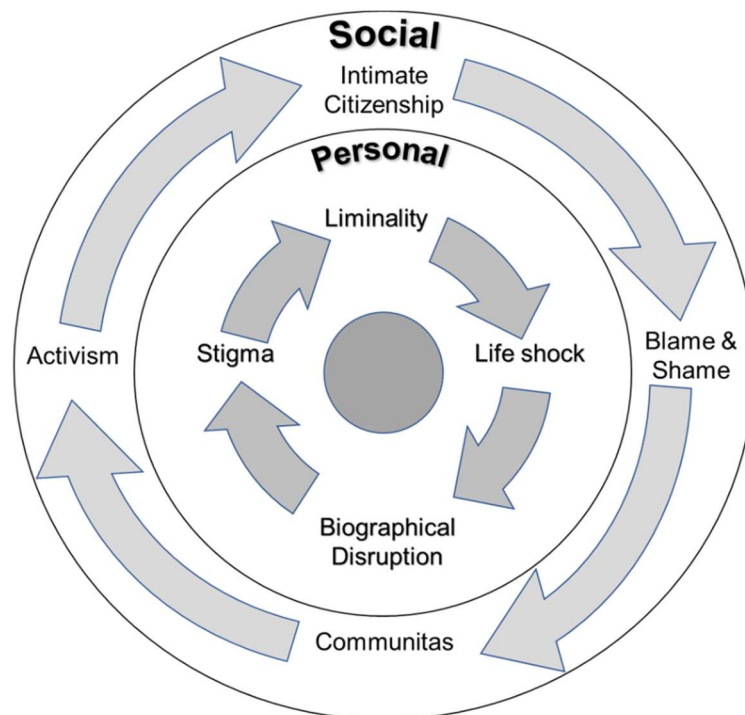 Social
Intimate
Citizenship
Personal
Liminality
Activism
Stigma
Life shock
Blame &
Shame
Biographical
Disruption
Communitas